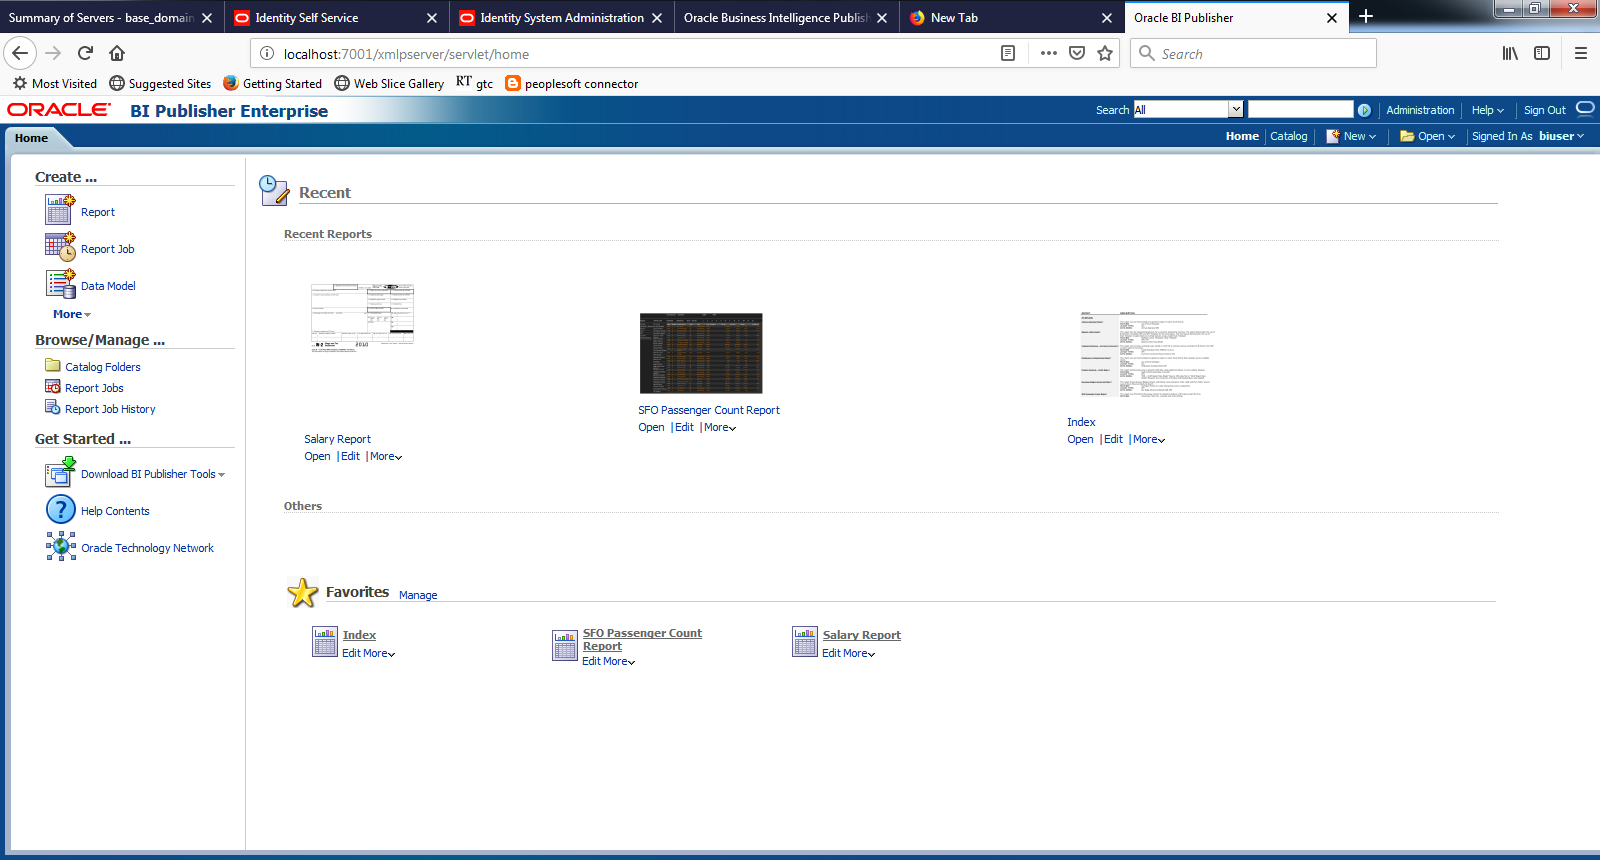 Summary of Servers - base_domain
Identity Self Service
Identity System Administration
Oracle Business Intelligence Publish
New Tab
Oracle BI Publisher
localhost:7001/xmlpserver/servlet/home
Search
Most Visited
Suggested Sites
Getting Started
Web Slice Gallery
RT gtc
peoplesoft connector
ORACLE BI Publisher Enterprise
Search All
Administration
Help
Sign Out
Home
Home
Catalog
New
Open
Signed In As biuser
Create ...
Report
Report Job
Data Model
More
Browse/Manage ...
Catalog Folders
Report Jobs
Report Job History
Get Started ...
Download BI Publisher Tools
Help Contents
Oracle Technology Network
Recent
Recent Reports
2010
Salary Report
Open |Edit |More
SFO Passenger Count Report
Open |Edit |More
Index
Open |Edit |More
Others
Favorites Manage
Index
Edit More
SFO Passenger Count
Report
Edit More
Salary Report
Edit More